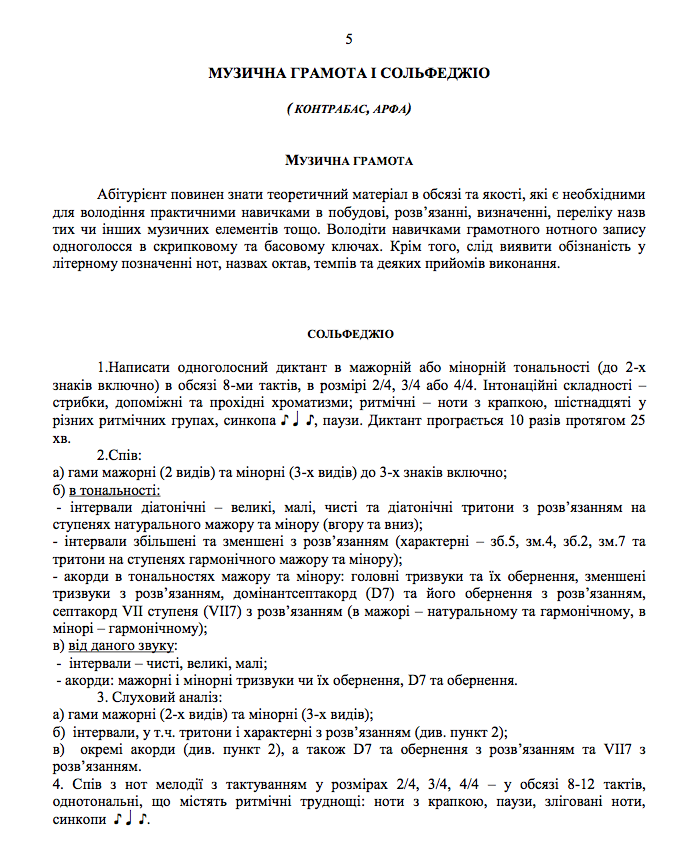 5
МУЗИЧНА ГРАМОТА І СОЛЬФЕДЖІО
( КОНТРАБАС, АРФА)
МУЗИЧНА ГРАМОТА
Абітурієнт повинен знати теоретичний матеріал в обсязі та якості, які є необхідними
для володіння практичними навичками в побудові, розв’язанні, визначенні, переліку назв
тих чи інших музичних елементів тощо. Володіти навичками грамотного нотного запису
одноголосся в скрипковому та басовому ключах. Крім того, слід виявити обізнаність у
літерному позначенні нот, назвах октав, темпів та деяких прийомів виконання.
СОЛЬФЕДЖІО
1.Написати одноголосний диктант в мажорній або мінорній тональності (до 2-х
знаків включно) в обсязі 8-ми тактів, в розмірі 2/4, 3/4 або 4/4. Інтонаційні складності –
стрибки, допоміжні та прохідні хроматизми; ритмічні – ноти з крапкою, шістнадцяті у
різних ритмічних групах, синкопа ♪ ♩ ♪, паузи. Диктант програється 10 разів протягом 25
хв.
2.Спів:
а) гами мажорні (2 видів) та мінорні (3-х видів) до 3-х знаків включно;
б) в тональності:
- інтервали діатонічні – великі, малі, чисті та діатонічні тритони з розв’язанням на
ступенях натурального мажору та мінору (вгору та вниз);
- інтервали збільшені та зменшені з розв’язанням (характерні – зб.5, зм.4, зб.2, зм.7 та
тритони на ступенях гармонічного мажору та мінору);
- акорди в тональностях мажору та мінору: головні тризвуки та їх обернення, зменшені
тризвуки з розв’язанням, домінантсептакорд (D7) та його обернення з розв’язанням,
септакорд VII ступеня (VII7) з розв’язанням (в мажорі – натуральному та гармонічному, в
мінорі – гармонічному);
в) від даного звуку:
- інтервали – чисті, великі, малі;
- акорди: мажорні і мінорні тризвуки чи їх обернення, D7 та обернення.
3. Слуховий аналіз:
а) гами мажорні (2-х видів) та мінорні (3-х видів);
б) інтервали, у т.ч. тритони і характерні з розв’язанням (див. пункт 2);
в) окремі акорди (див. пункт 2), а також D7 та обернення з розв’язанням та VII7 з
розв’язанням.
4. Спів з нот мелодії з тактуванням у розмірах 2/4, 3/4, 4/4 – у обсязі 8-12 тактів,
однотональні, що містять ритмічні труднощі: ноти з крапкою, паузи, зліговані ноти,
синкопи ♪ ♩ ♪.